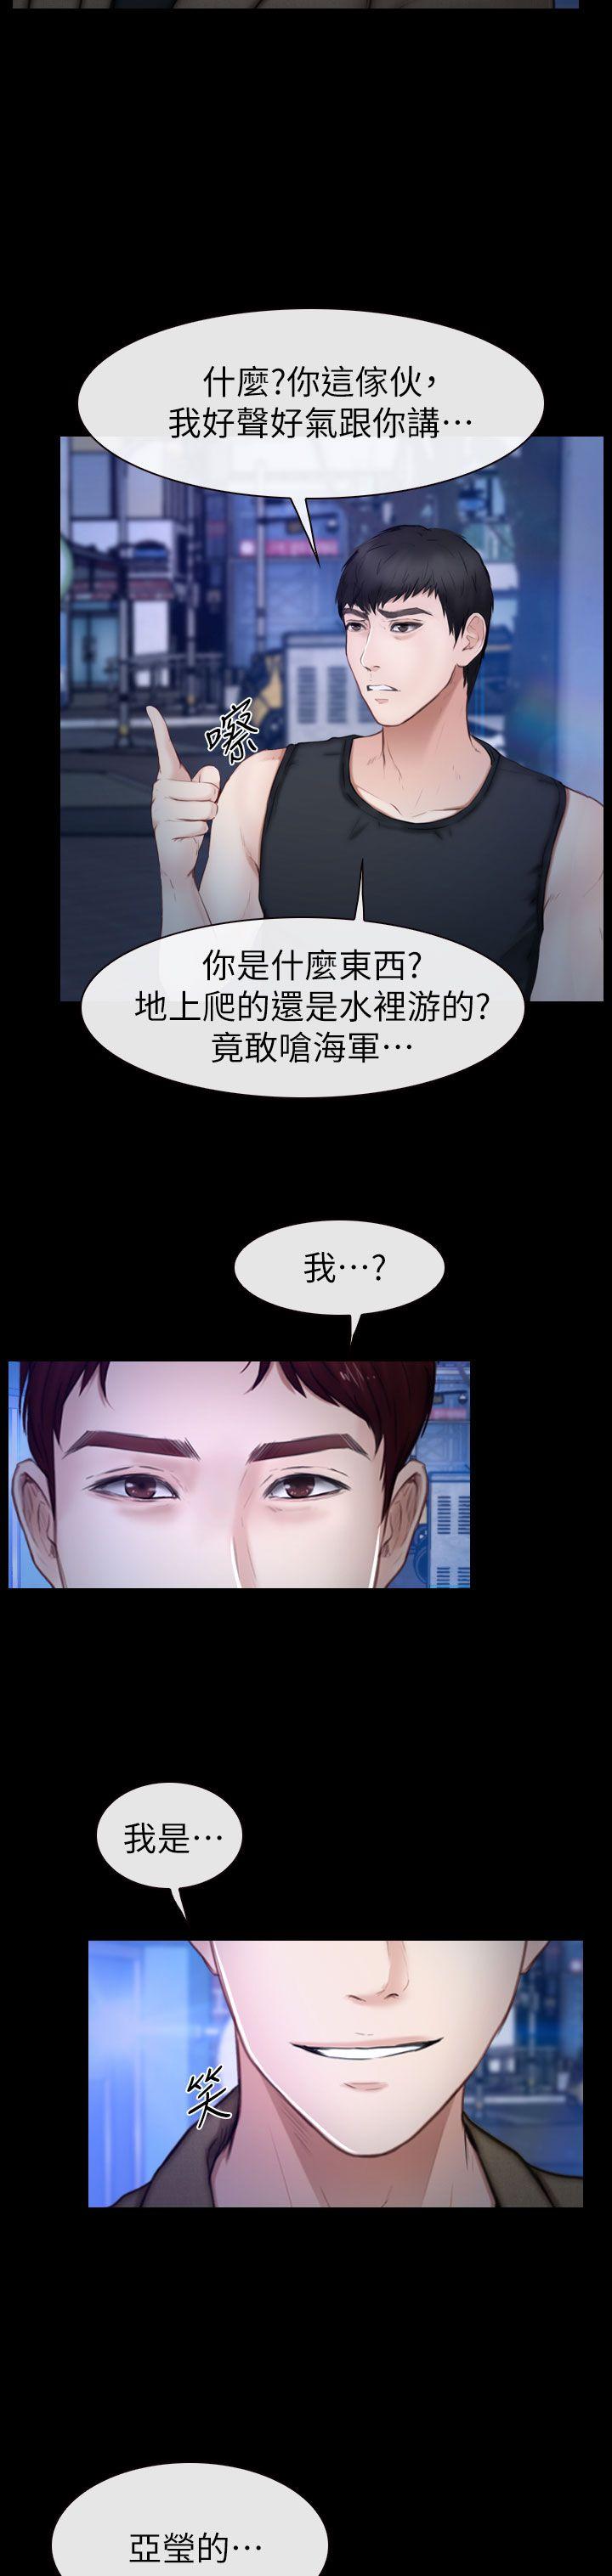 什麼?你這傢伙,
我好聲好氣跟你講⋯
嚓
你是什麼東西?
地上爬的還是水裡游的?
竟敢嗆海軍⋯
我⋯?
我是⋯
笑
亞瑩的⋯